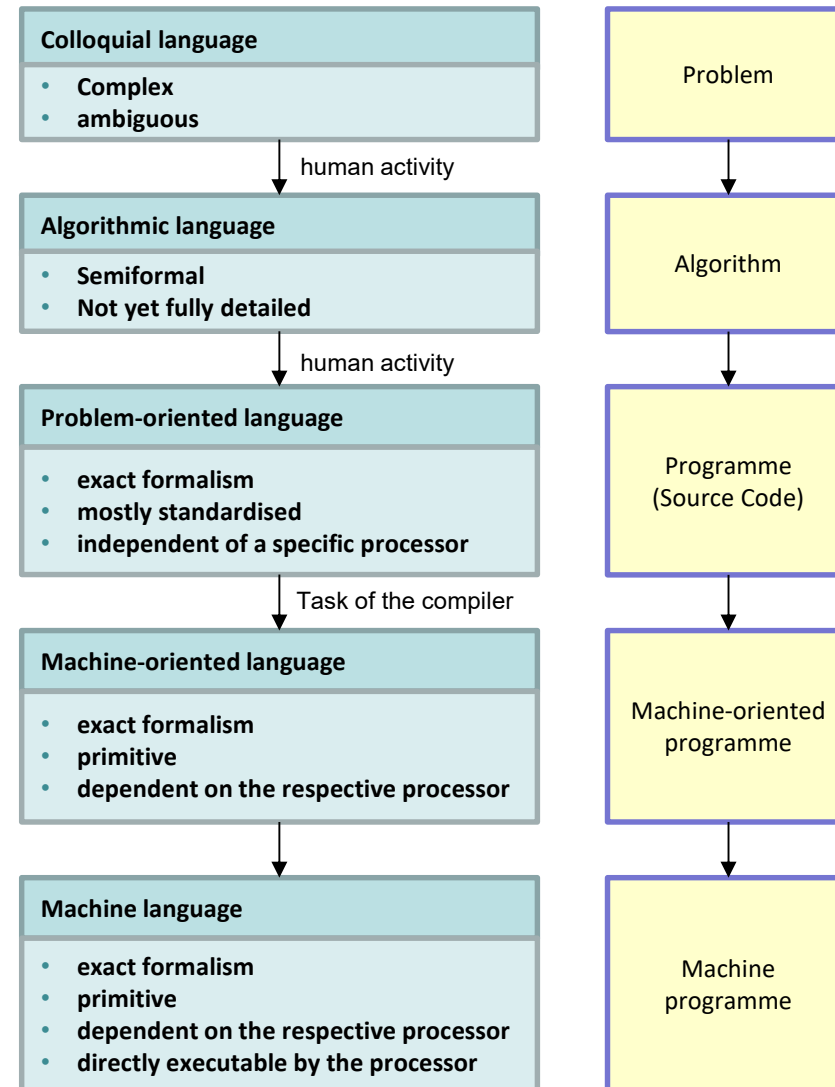 Colloquial language
• Complex
• ambiguous
Problem
human activity
Algorithmic language
• Semiformal
• Not yet fully detailed
Algorithm
human activity
Problem-oriented language
• exact formalism
• mostly standardised
• independent of a specific processor
Programme
(Source Code)
Task of the compiler
Machine-oriented language
• exact formalism
• primitive
• dependent on the respective processor
Machine-oriented
programme
Machine language
• exact formalism
• primitive
• dependent on the respective processor
• directly executable by the processor
Machine
programme